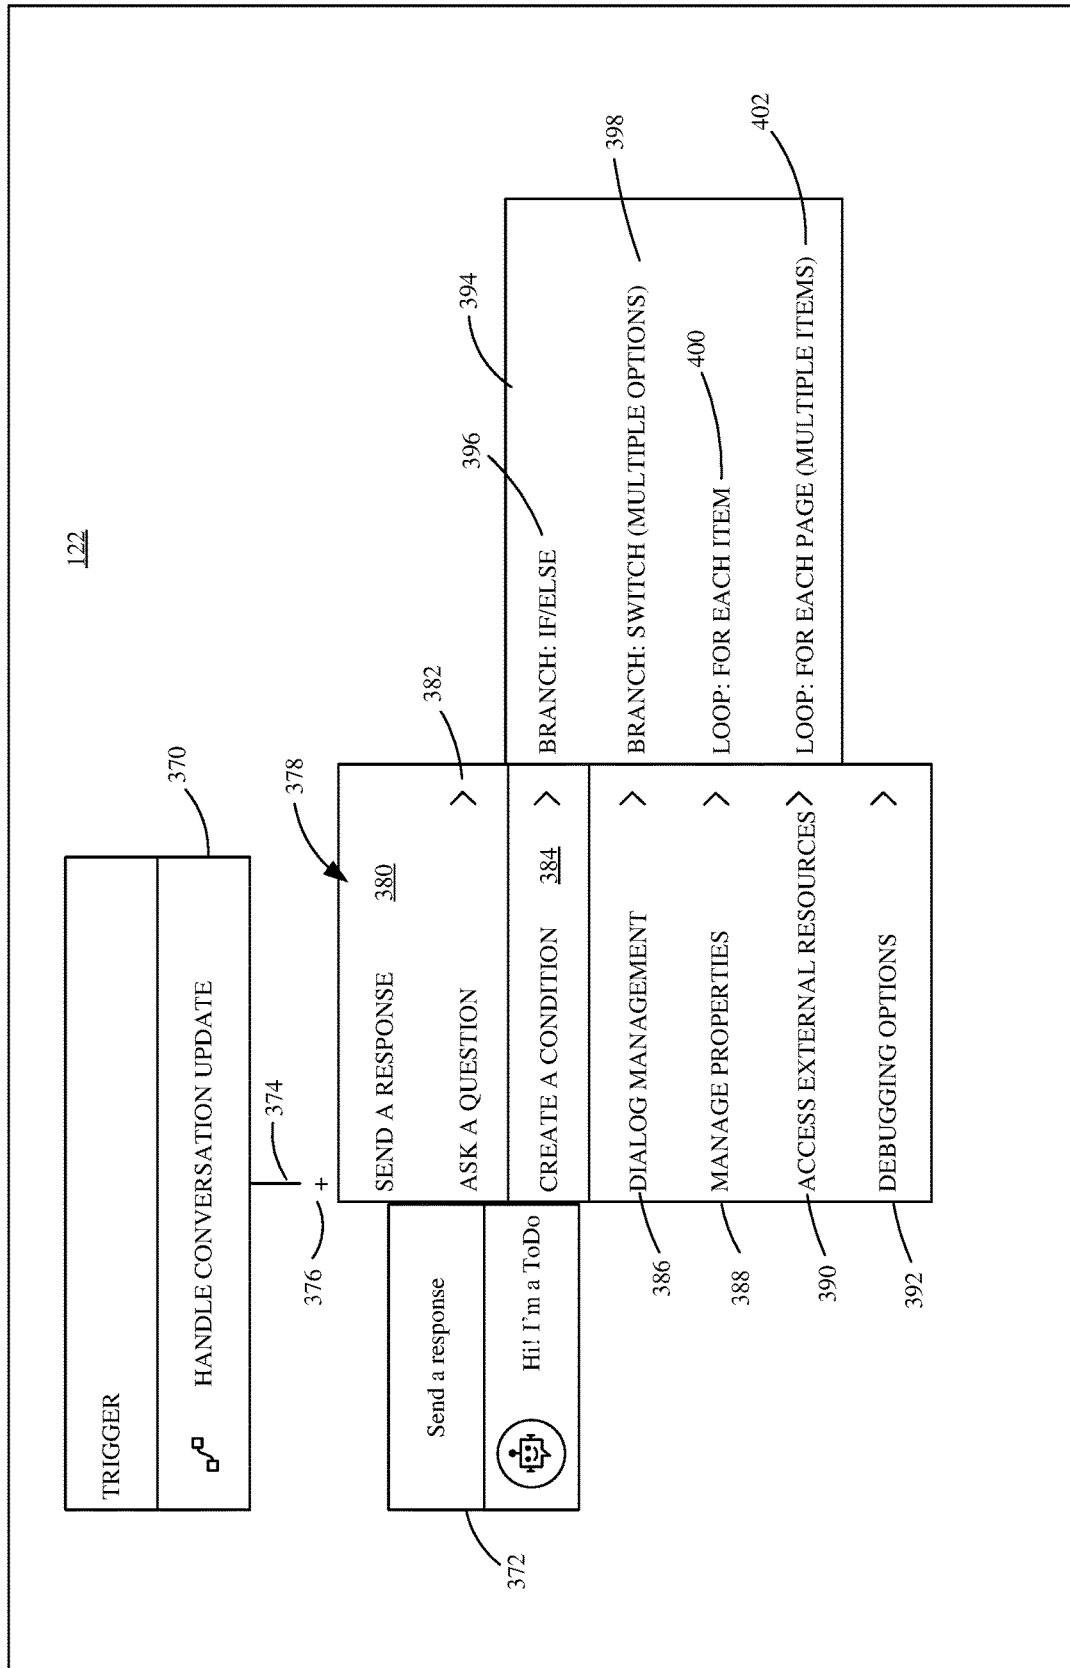 122
TRIGGER
HANDLE CONVERSATION UPDATE
370
374
376
+
378
372
Send a response
Hi! I'm a ToDo
SEND A RESPONSE
380
ASK A QUESTION
382
CREATE A CONDITION
384
386
DIALOG MANAGEMENT
388
MANAGE PROPERTIES
390
ACCESS EXTERNAL RESOURCES
392
DEBUGGING OPTIONS
394
396
BRANCH: IF/ELSE
BRANCH: SWITCH (MULTIPLE OPTIONS)
398
LOOP: FOR EACH ITEM
400
LOOP: FOR EACH PAGE (MULTIPLE ITEMS)
402